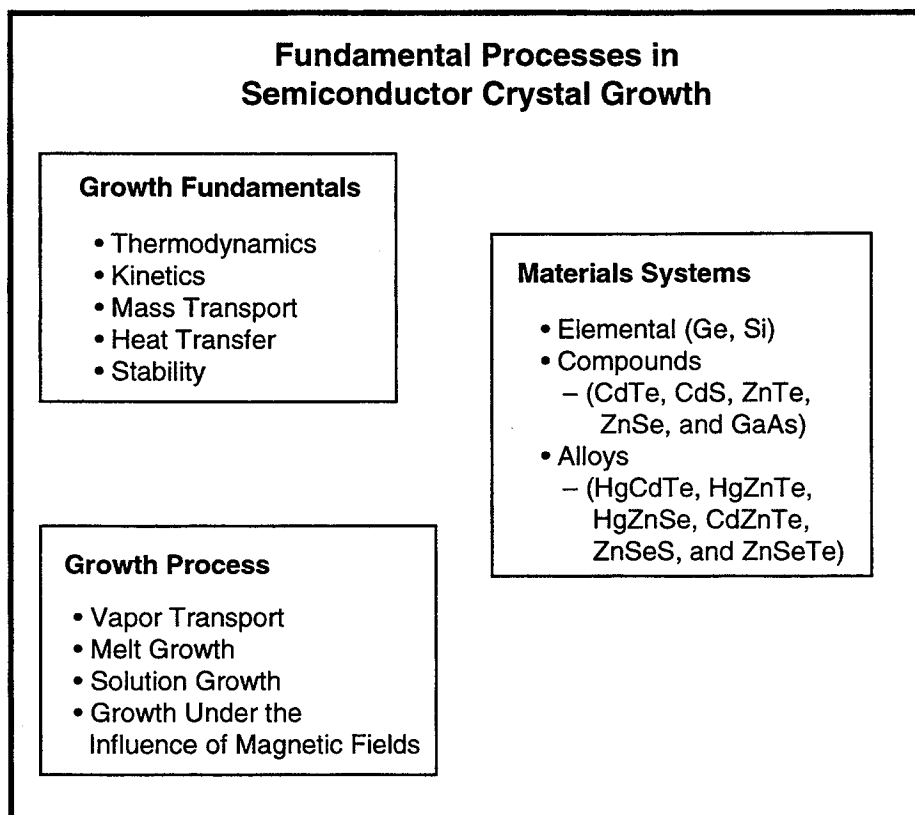 Fundamental Processes in
Semiconductor Crystal Growth
Growth Fundamentals
• Thermodynamics
• Kinetics
• Mass Transport
• Heat Transfer
• Stability
Materials Systems
• Elemental (Ge, Si)
• Compounds
– (CdTe, CdS, ZnTe,
ZnSe, and GaAs)
• Alloys
– (HgCdTe, HgZnTe,
HgZnSe, CdZnTe,
ZnSeS, and ZnSeTe)
Growth Process
• Vapor Transport
• Melt Growth
• Solution Growth
• Growth Under the
Influence of Magnetic Fields